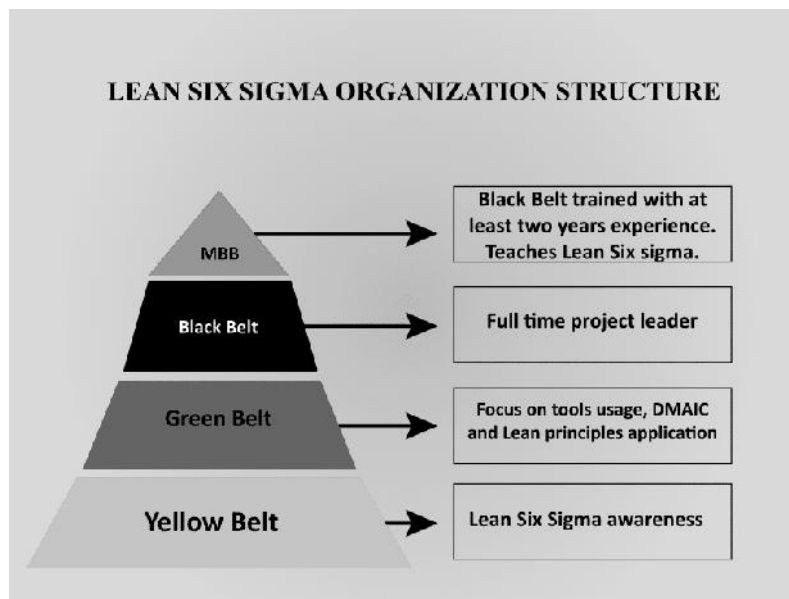 LEAN SIX SIGMA ORGANIZATION STRUCTURE
MBB
Black Belt trained with at
least two years experience.
Teaches Lean Six sigma.
Black Belt
Full time project leader
Green Belt
Focus on tools usage, DMAIC
and Lean principles application
Yellow Belt
Lean Six Sigma awareness